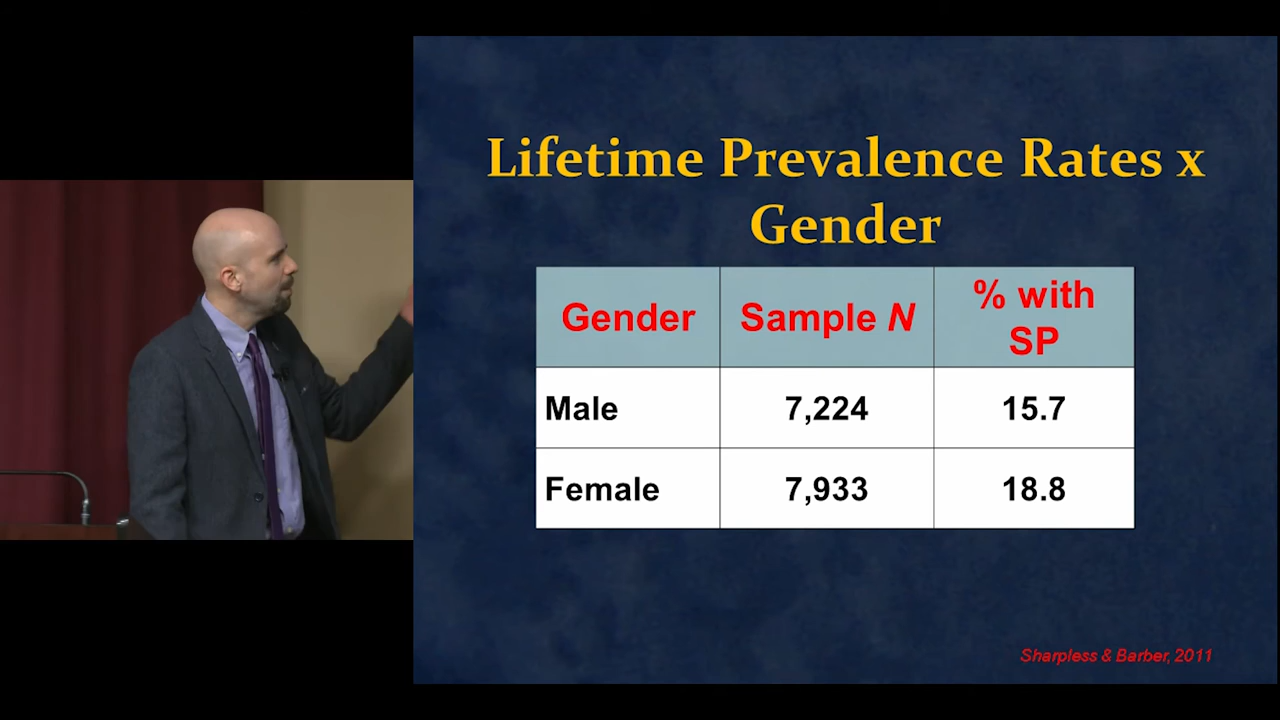 Lifetime Prevalence Rates x
Gender
Gender Sample N % with
SP
Male 7,224 15.7
Female 7,933 18.8
Sharpless & Barber, 2011